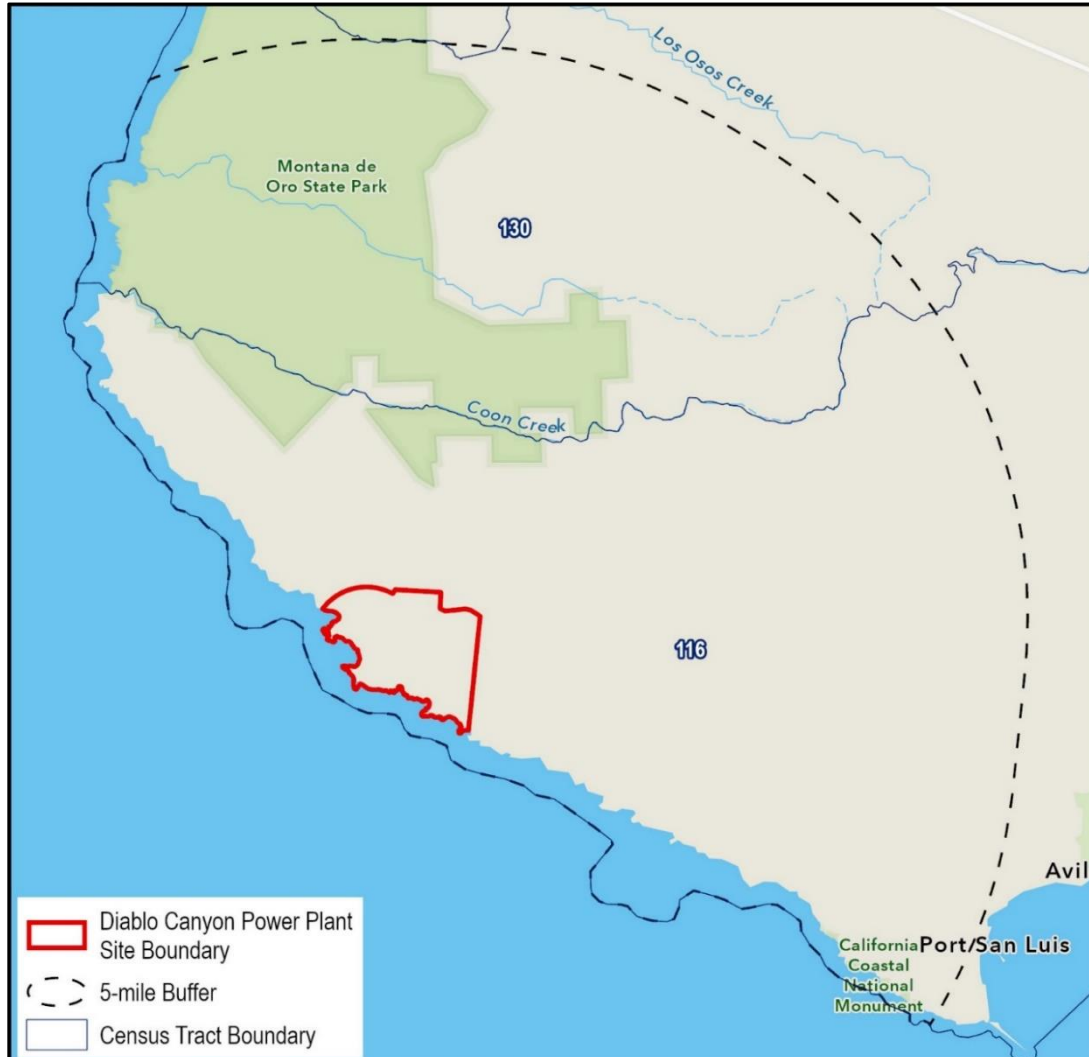 Los Osos Creek
Montana de
Oro State Park
130
Coon Creek
116
Avil
California
Coastal
National
Monument
Port/San Luis
Diablo Canyon Power Plant
Site Boundary
5-mile Buffer
Census Tract Boundary